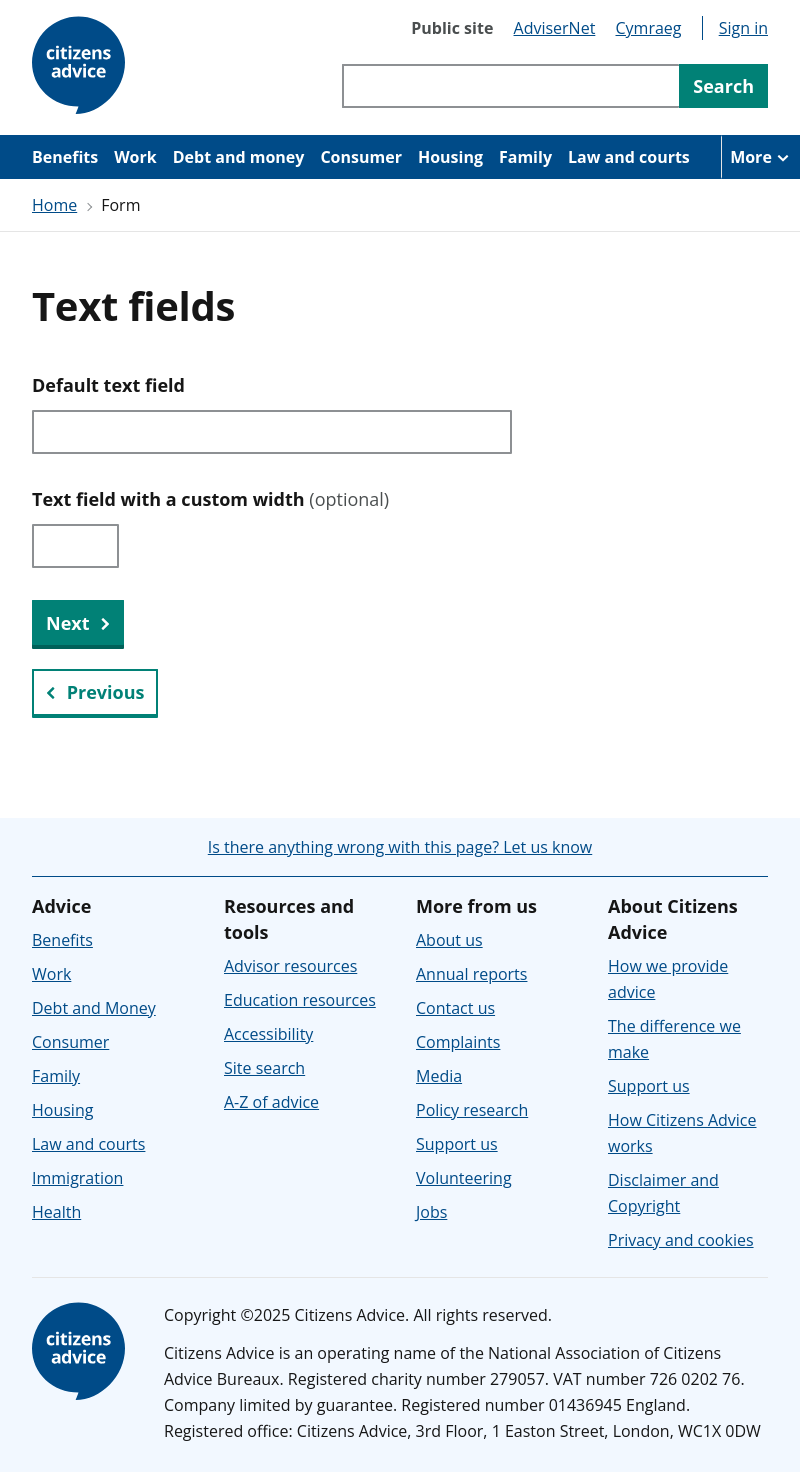 citizens
advice
Public site AdviserNet Cymraeg Sign in
Search
Benefits Work Debt and money Consumer Housing Family Law and courts More
Home Form
Text fields
Default text field
Text field with a custom width (optional)
Next
Previous
Is there anything wrong with this page? Let us know
Advice
Benefits
Work
Debt and Money
Consumer
Family
Housing
Law and courts
Immigration
Health
Resources and
tools
Advisor resources
Education resources
Accessibility
Site search
A-Z of advice
More from us
About us
Annual reports
Contact us
Complaints
Media
Policy research
Support us
Volunteering
Jobs
About Citizens
Advice
How we provide
advice
The difference we
make
Support us
How Citizens Advice
works
Disclaimer and
Copyright
Privacy and cookies
citizens
advice
Copyright ©2025 Citizens Advice. All rights reserved.
Citizens Advice is an operating name of the National Association of Citizens
Advice Bureaux. Registered charity number 279057. VAT number 726 0202 76.
Company limited by guarantee. Registered number 01436945 England.
Registered office: Citizens Advice, 3rd Floor, 1 Easton Street, London, WC1X 0DW